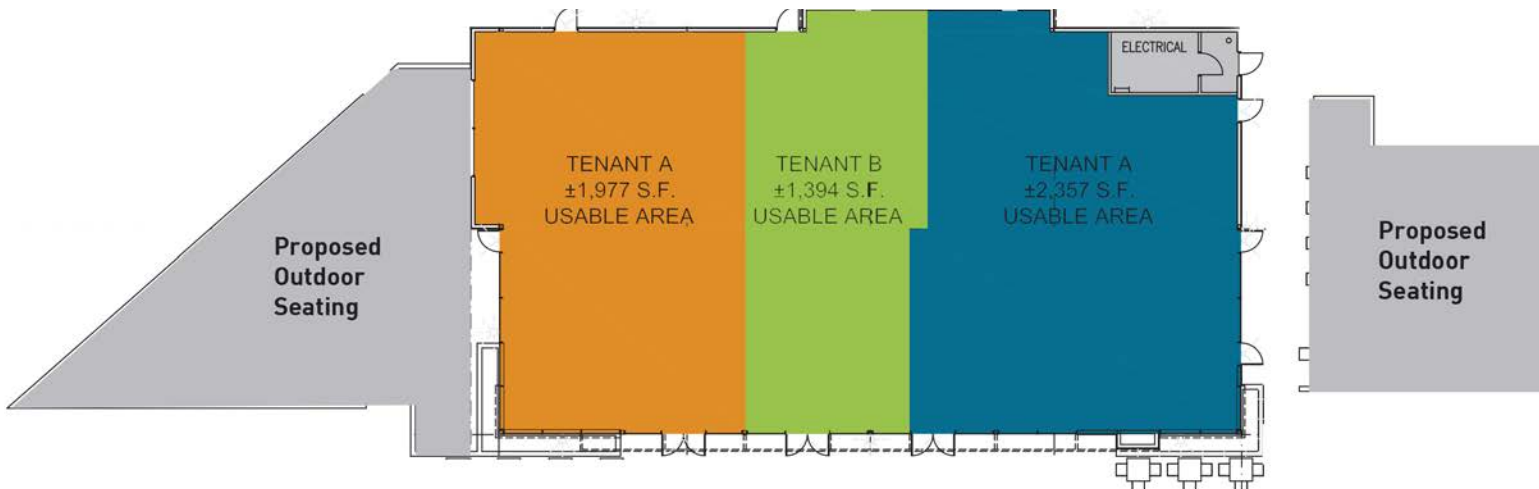 ELECTRICAL
TENANT A
±1,977 S.F.
USABLE AREA
TENANT B
±1,394 S.F.
USABLE AREA
TENANT A
±2,357 S.F.
USABLE AREA
Proposed
Outdoor
Seating
Proposed
Outdoor
Seating